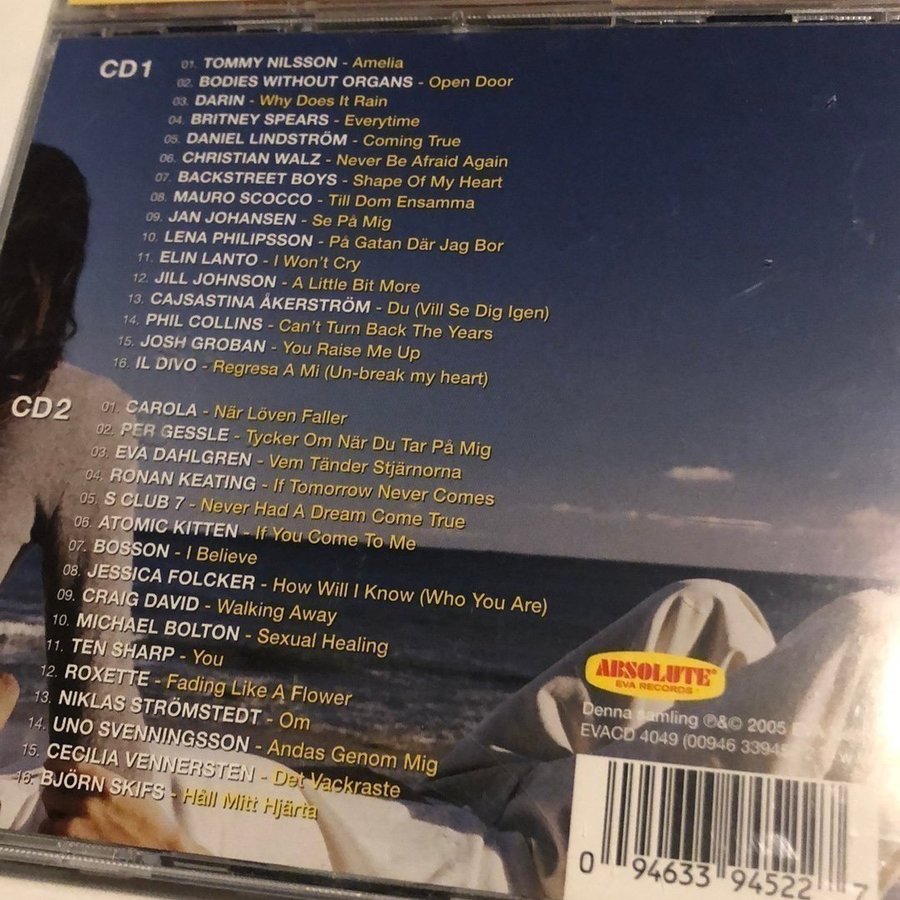 CD1
01. TOMMY NILSSON - Amelia
02. BODIES WITHOUT ORGANS - Open Door
03. DARIN - Why Does It Rain
04. BRITNEY SPEARS - Everytime
05. DANIEL LINDSTRÖM - Coming True
06. CHRISTIAN WALZ - Never Be Afraid Again
07. BACKSTREET BOYS - Shape Of My Heart
08. MAURO SCOCCO - Till Dom Ensamma
09. JAN JOHANSEN - Se På Mig
10. LENA PHILIPSSON - På Gatan Där Jag Bor
11. ELIN LANTO - I Won't Cry
12. JILL JOHNSON - A Little Bit More
13. CAJSASTINA ÅKERSTRÖM - Du (Vill Se Dig Igen)
14. PHIL COLLINS - Can't Turn Back The Years
15. JOSH GROBAN - You Raise Me Up
16. IL DIVO - Regresa A Mi (Un-break my heart)
CD2
01. CAROLA - När Löven Faller
02. PER GESSLE - Tycker Om När Du Tar På Mig
03. EVA DAHLGREN - Vem Tänder Stjärnorna
04. RONAN KEATING - If Tomorrow Never Comes
05. S CLUB 7 - Never Had A Dream Come True
06. ATOMIC KITTEN - If You Come To Me
07. BOSSON - I Believe
08. JESSICA FOLCKER - How Will I Know (Who You Are)
09. CRAIG DAVID - Walking Away
10. MICHAEL BOLTON - Sexual Healing
11. TEN SHARP - You
12. ROXETTE - Fading Like A Flower
13. NIKLAS STRÖMSTEDT - Om
14. UNO SVENNINGSSON - Andas Genom Mig
15. CECILIA VENNERSTEN - Det Vackraste
16. BJÖRN SKIFS - Håll Mitt Hjärta
ABSOLUTE
EVA RECORDS
Denna samling ℗&© 2005
EVACD 4049 (00946 33945
0 94633 94522 7